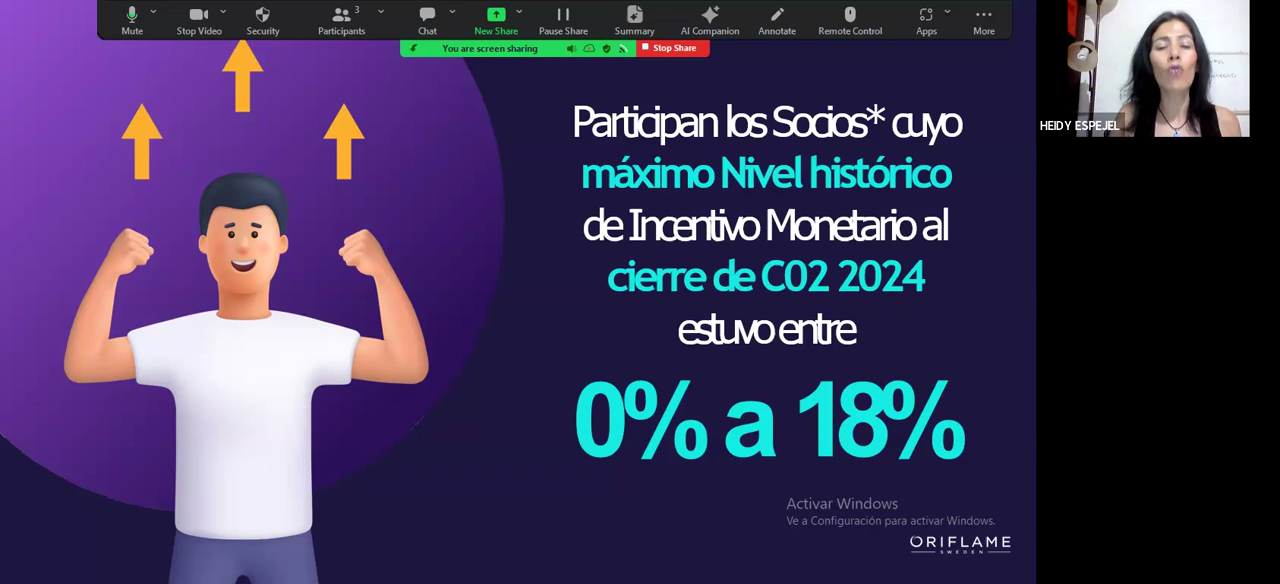 3
Mute
Stop Video
Security
Participants
Chat
New Share
Pause Share
Summary
AI Companion
Annotate
Remote Control
Apps
More
You are screen sharing
Stop Share
HEIDY ESPEJEL
Participan los Socios* cuyo
máximo Nivel histórico
de Incentivo Monetario al
cierre de C02 2024
estuvo entre
0% a 18%
Activar Windows
Ve a Configuración para activar Windows.
ORIFLAME
SWEDEN